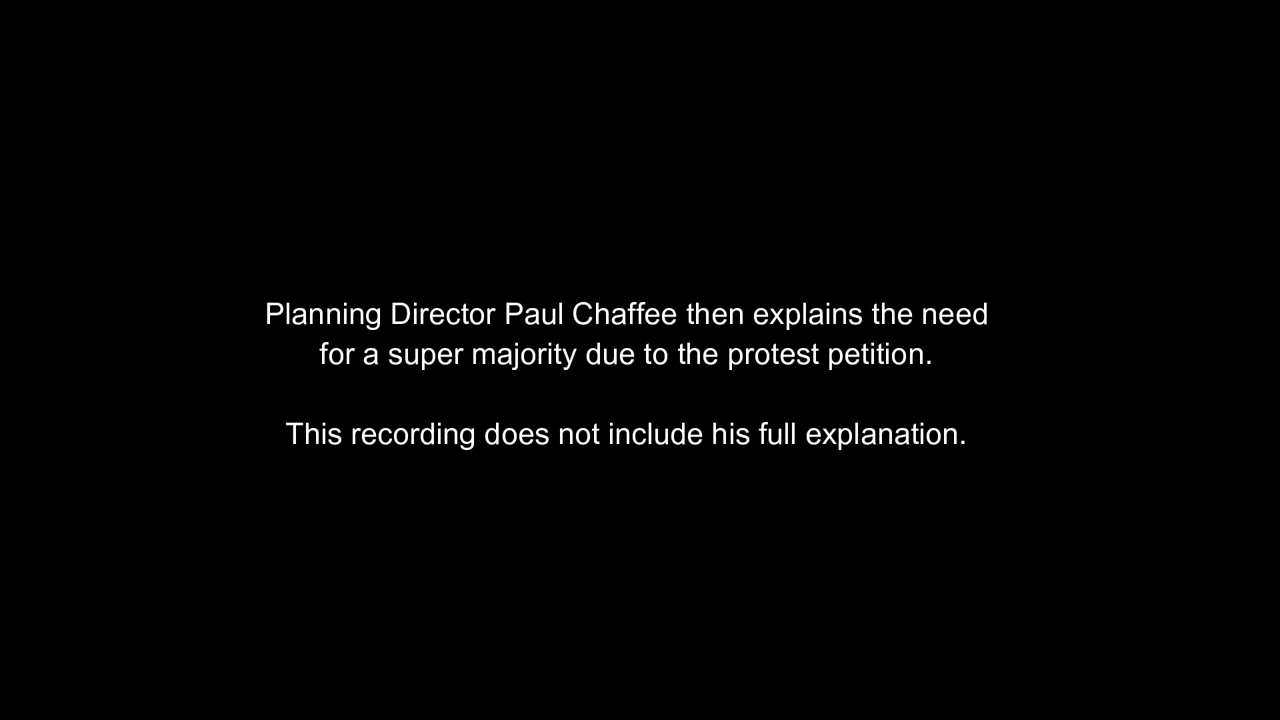 Planning Director Paul Chaffee then explains the need
for a super majority due to the protest petition.
This recording does not include his full explanation.